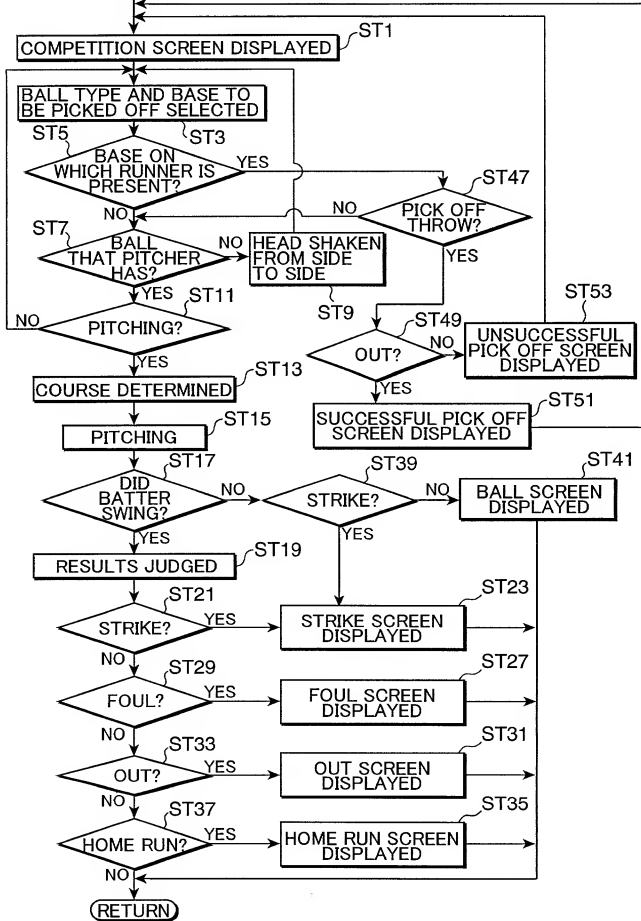 ST1
COMPETITION SCREEN DISPLAYED
BALL TYPE AND BASE TO
BE PICKED OFF SELECTED
ST3
ST5
BASE ON
WHICH RUNNER IS
PRESENT?
YES
NO
ST47
PICK OFF
THROW?
NO
YES
ST7
BALL
THAT PITCHER
HAS?
NO
YES
HEAD SHAKEN
FROM SIDE
TO SIDE
ST9
ST11
PITCHING?
NO
YES
ST49
OUT?
NO
YES
ST53
UNSUCCESSFUL
PICK OFF SCREEN
DISPLAYED
ST13
COURSE DETERMINED
ST51
SUCCESSFUL PICK OFF
SCREEN DISPLAYED
ST15
PITCHING
ST17
DID
BATTER
SWING?
NO
YES
ST39
STRIKE?
NO
YES
ST41
BALL SCREEN
DISPLAYED
ST19
RESULTS JUDGED
ST21
STRIKE?
YES
NO
ST23
STRIKE SCREEN
DISPLAYED
ST29
FOUL?
YES
NO
ST27
FOUL SCREEN
DISPLAYED
ST33
OUT?
YES
NO
ST31
OUT SCREEN
DISPLAYED
ST37
HOME RUN?
YES
NO
ST35
HOME RUN SCREEN
DISPLAYED
RETURN